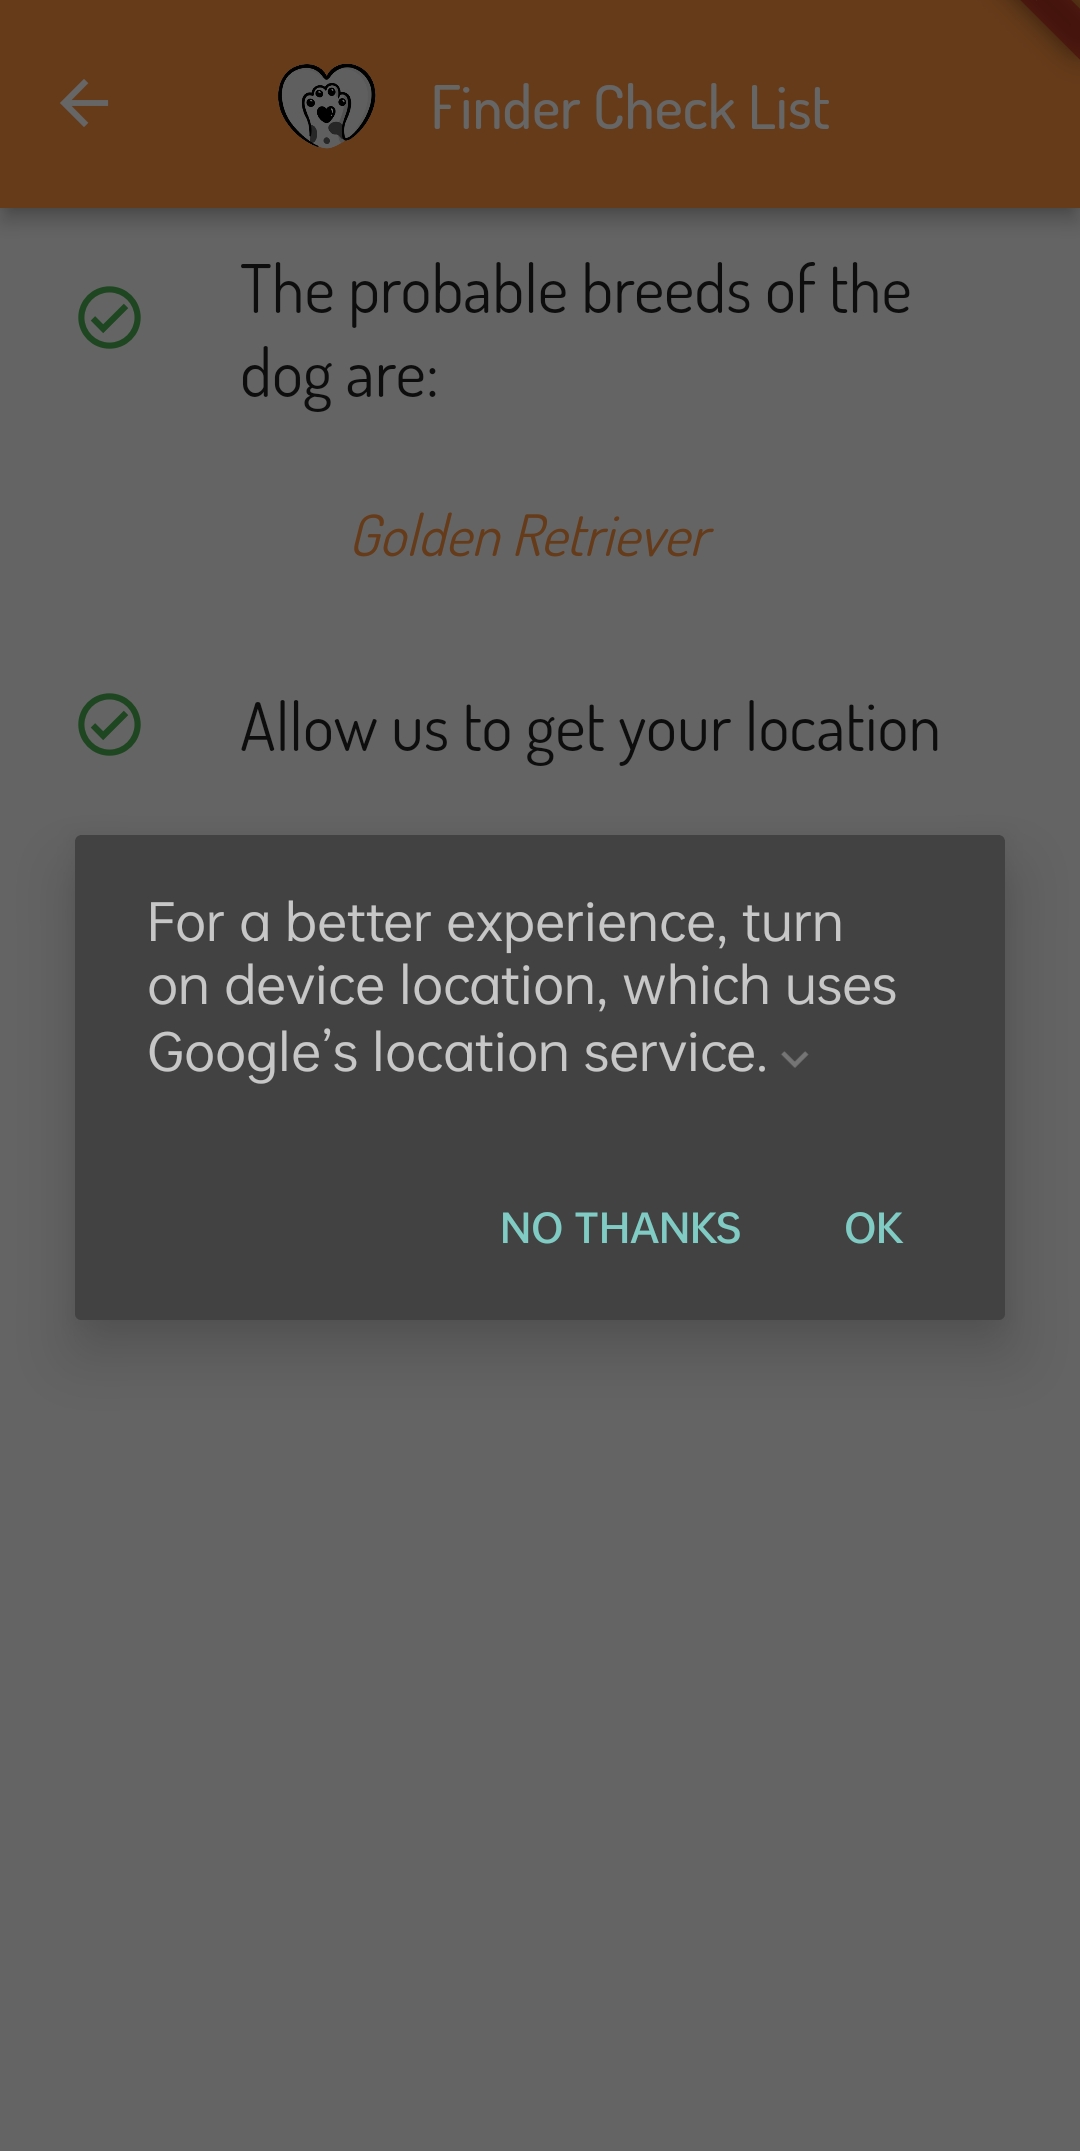 Finder Check List
The probable breeds of the
dog are:
Golden Retriever
Allow us to get your location
For a better experience, turn
on device location, which uses
Google’s location service.
NO THANKS OK